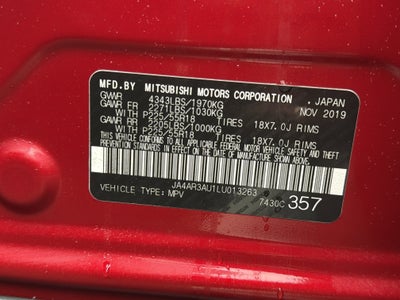 MFD.BY MITSUBISHI MOTORS CORPORATION , JAPAN
GVWR 4343LBS/1970KG NOV 2019
GAWR FR 2271LBS/1030KG
WITH P225/55R18 TIRES 18X7.0J RIMS
GAWR RR 2205LBS/1000KG
WITH P225/55R18 TIRES 18X7.0J RIMS
THIS VEHICLE CONFORMS TO ALL APPLICABLE FEDERAL MOTOR VEHICLE SAFETY, BUMPER, AND THEFT
PREVENTION STANDARDS IN EFFECT ON THE DATE OF MANUFACTURE SHOWN ABOVE.
JA4AR3AU1LU013263
VEHICLE TYPE: MPV 7430C 357